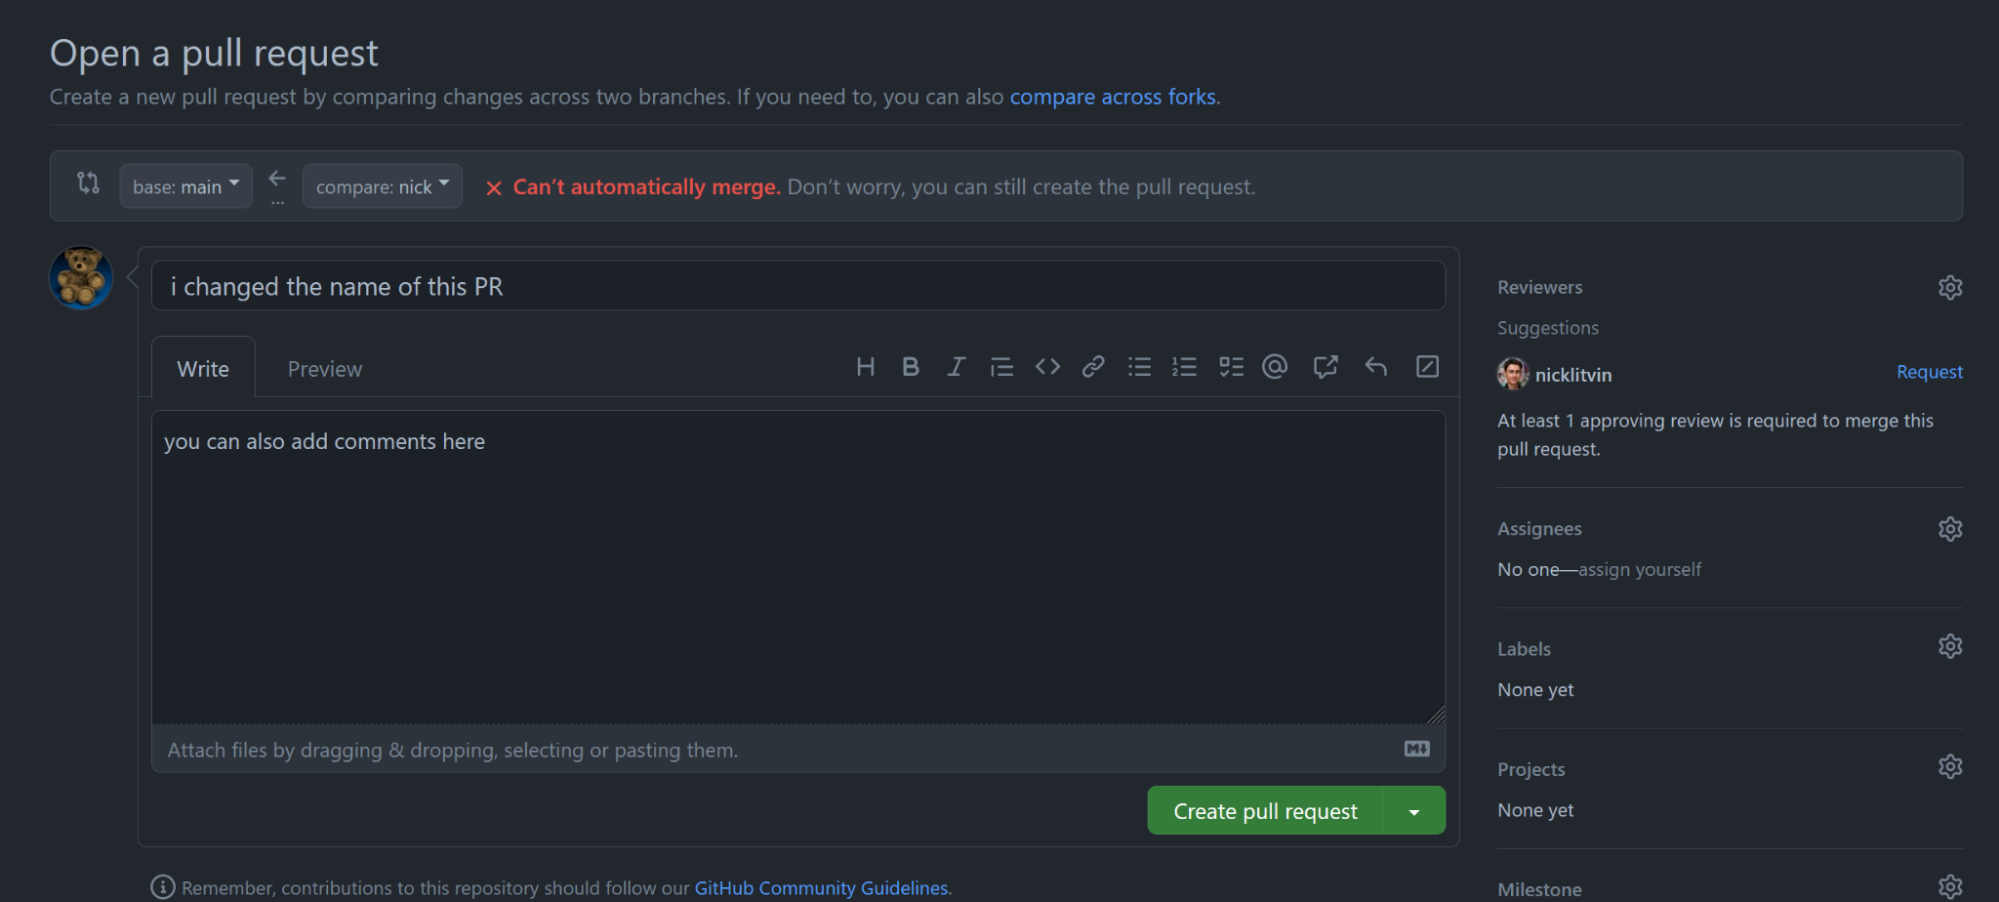 Open a pull request
Create a new pull request by comparing changes across two branches. If you need to, you can also compare across forks.
base: main
...
compare: nick
Can’t automatically merge. Don’t worry, you can still create the pull request.
i changed the name of this PR
Write
Preview
you can also add comments here
Attach files by dragging & dropping, selecting or pasting them.
Create pull request
Remember, contributions to this repository should follow our GitHub Community Guidelines.
Reviewers
Suggestions
nicklitvin
Request
At least 1 approving review is required to merge this
pull request.
Assignees
No one—assign yourself
Labels
None yet
Projects
None yet
Milestone